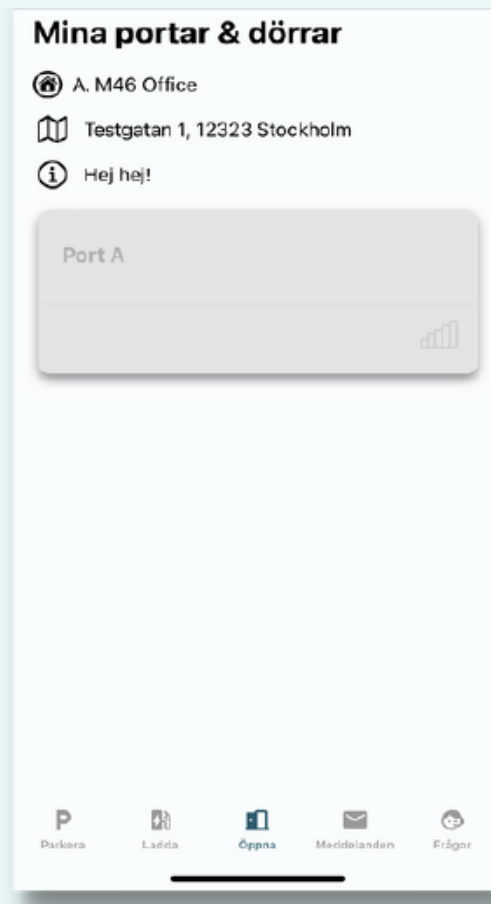 Mina portar & dörrar
A. M46 Office
Testgatan 1, 12323 Stockholm
Hej hej!
Port A
Parkera
Ladda
Öppna
Meddelanden
Frågor